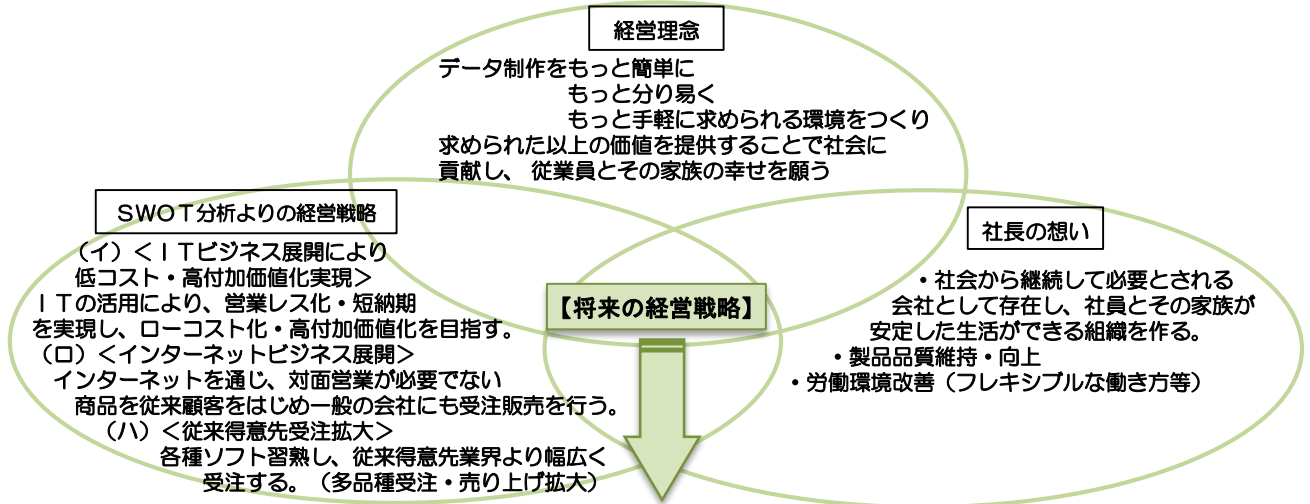 経営理念
データ制作をもっと簡単に
もっと分り易く
もっと手軽に求められる環境をつくり
求められた以上の価値を提供することで社会に
貢献し、従業員とその家族の幸せを願う
SWOT分析よりの経営戦略
(イ)<ITビジネス展開により
低コスト・高付加価値化実現>
ITの活用により、営業レス化・短納期
を実現し、ローコスト化・高付加価値化を目指す。
(ロ)<インターネットビジネス展開>
インターネットを通じ、対面営業が必要でない
商品を従来顧客をはじめ一般の会社にも受注販売を行う。
(ハ)<従来得意先受注拡大>
各種ソフト習熟し、従来得意先業界より幅広く
受注する。(多品種受注・売り上げ拡大)
社長の想い
・社会から継続して必要とされる
会社として存在し、社員とその家族が
安定した生活ができる組織を作る。
・製品品質維持・向上
・労働環境改善(フレキシブルな働き方等)
【将来の経営戦略】